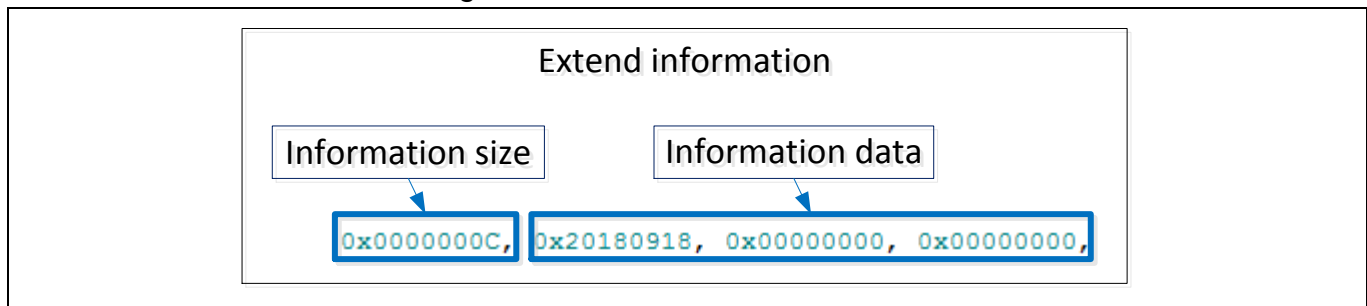 Extend information
Information size
Information data
0x0000000C, 0x20180918, 0x00000000, 0x00000000,